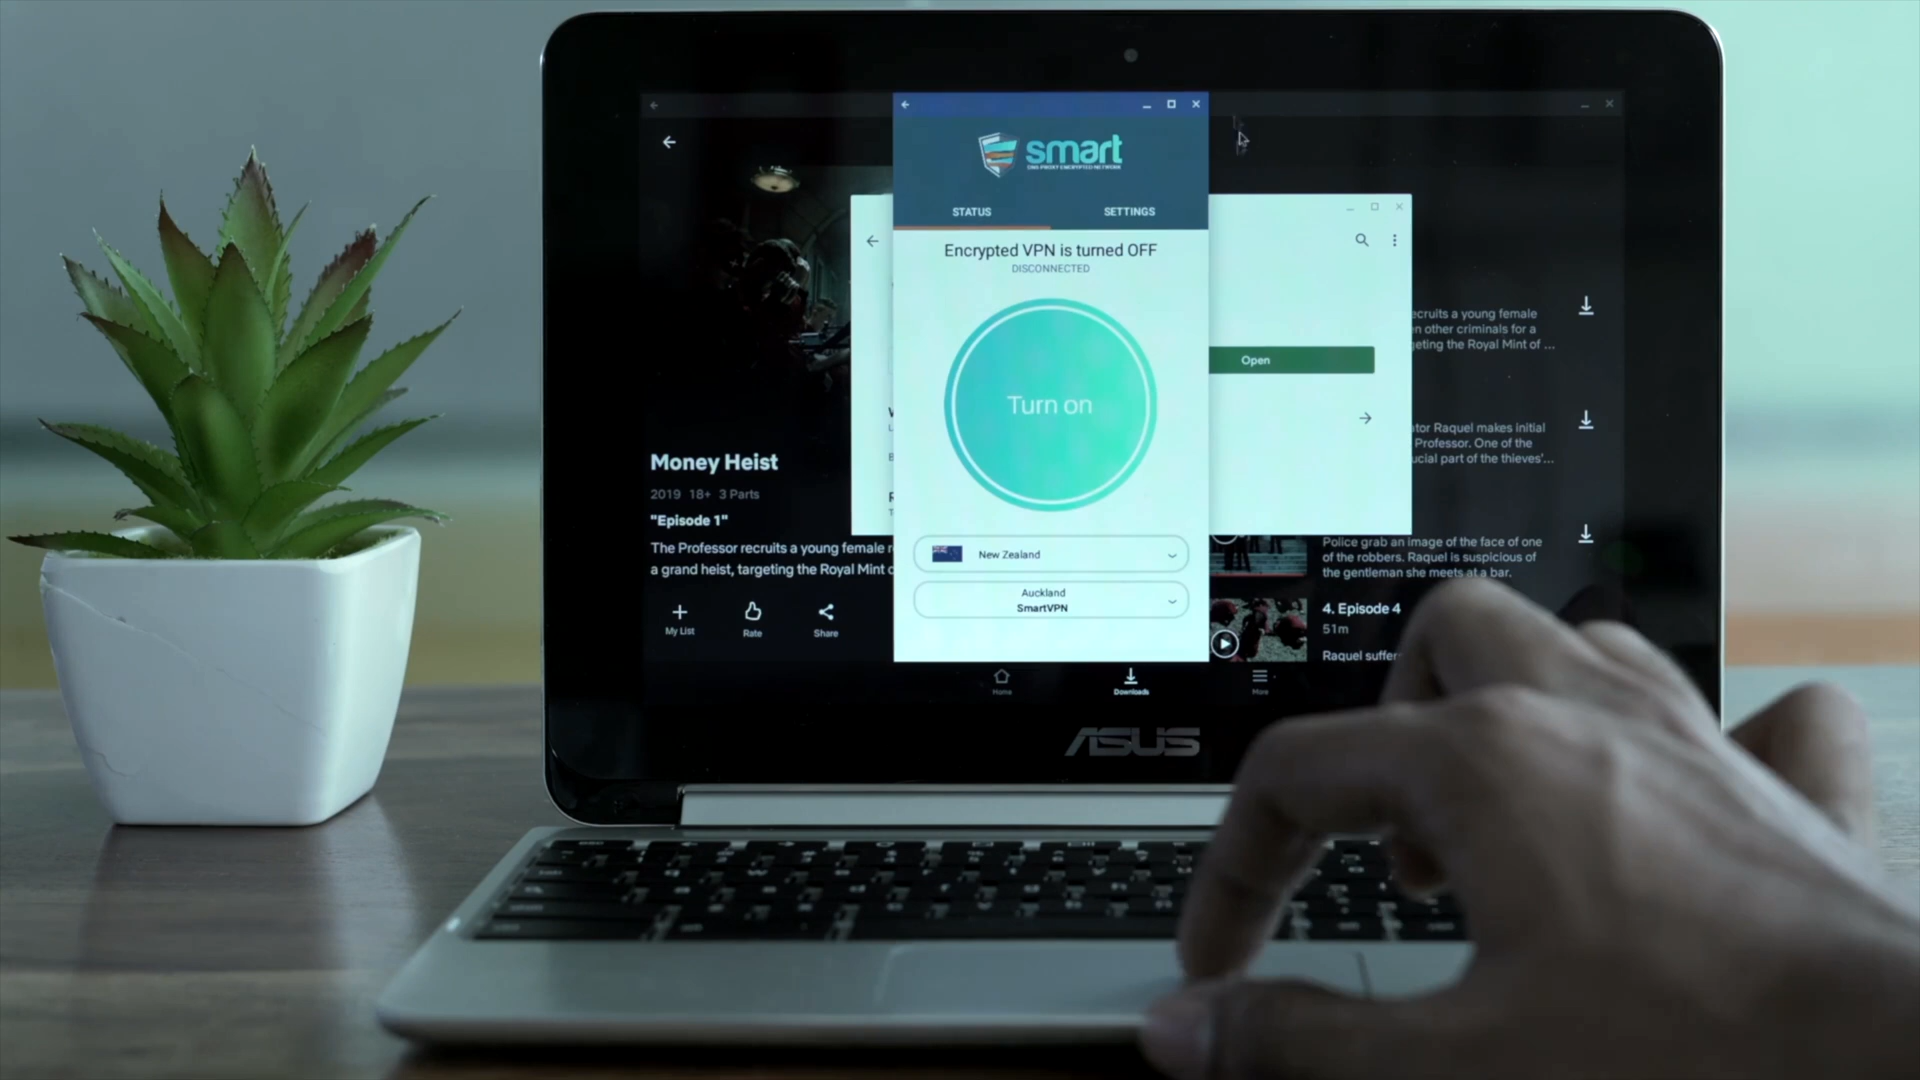 smart
STATUS
SETTINGS
Encrypted VPN is turned OFF
DISCONNECTED
Turn on
New Zealand
Auckland
SmartVPN
Open
Money Heist
2019 18+ 3 Parts
"Episode 1"
The Professor recruits a young female
a grand heist, targeting the Royal Mint
My List
Rate
Share
Home
Downloads
More
ecruits a young female
n other criminals for a
geting the Royal Mint of ...
tor Raquel makes initial
Professor. One of the
ucial part of the thieves'...
Police grab an image of the face of one
of the robbers. Raquel is suspicious of
the gentleman she meets at a bar.
4. Episode 4
51m
Raquel suffer
ASUS